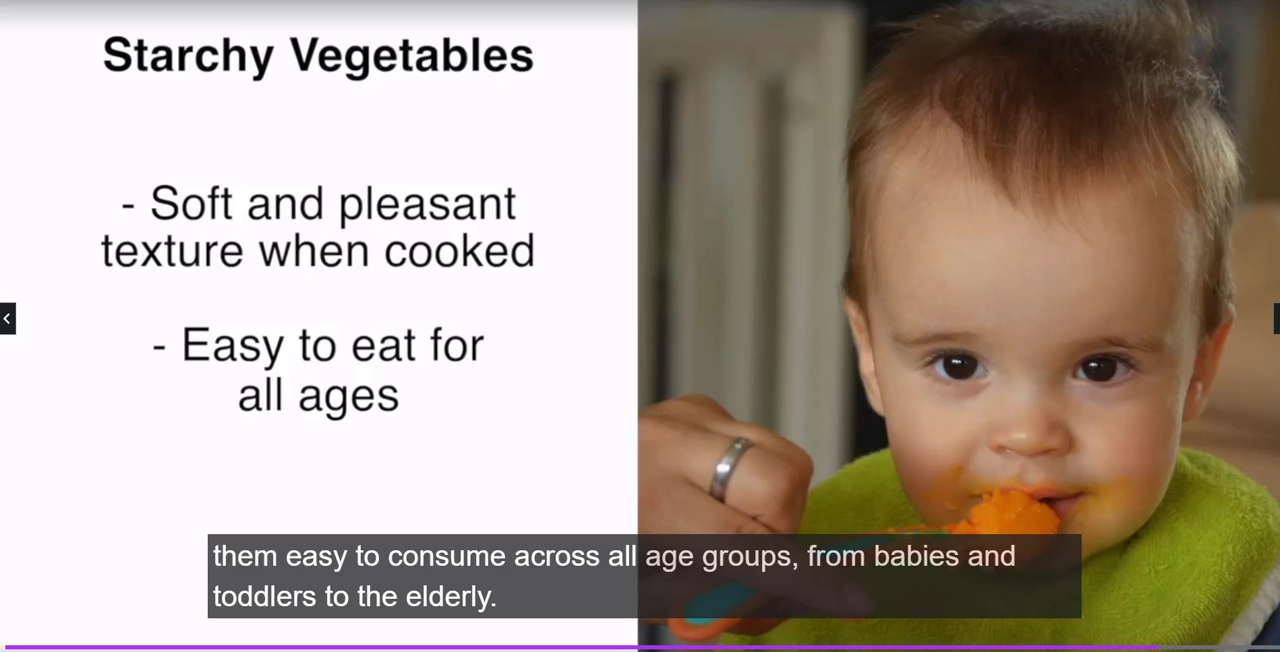 Starchy Vegetables
- Soft and pleasant
texture when cooked
- Easy to eat for
all ages
them easy to consume across all age groups, from babies and
toddlers to the elderly.